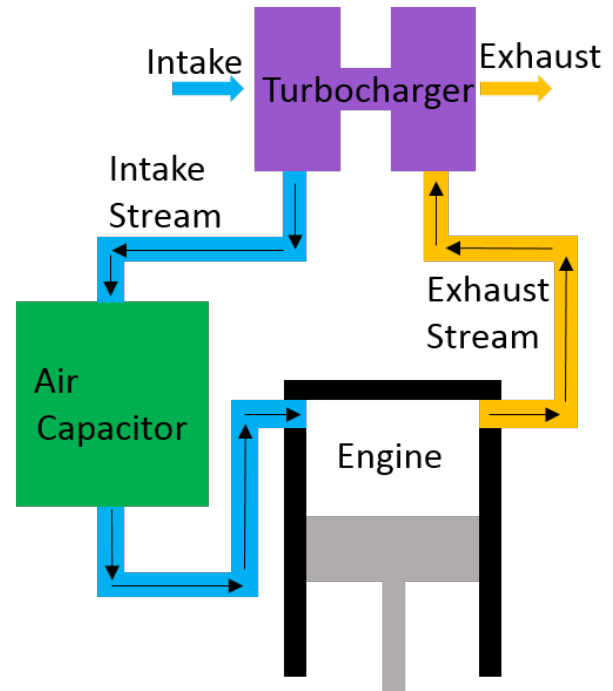 Intake
Exhaust
Turbocharger
Intake
Stream
Exhaust
Stream
Air
Capacitor
Engine